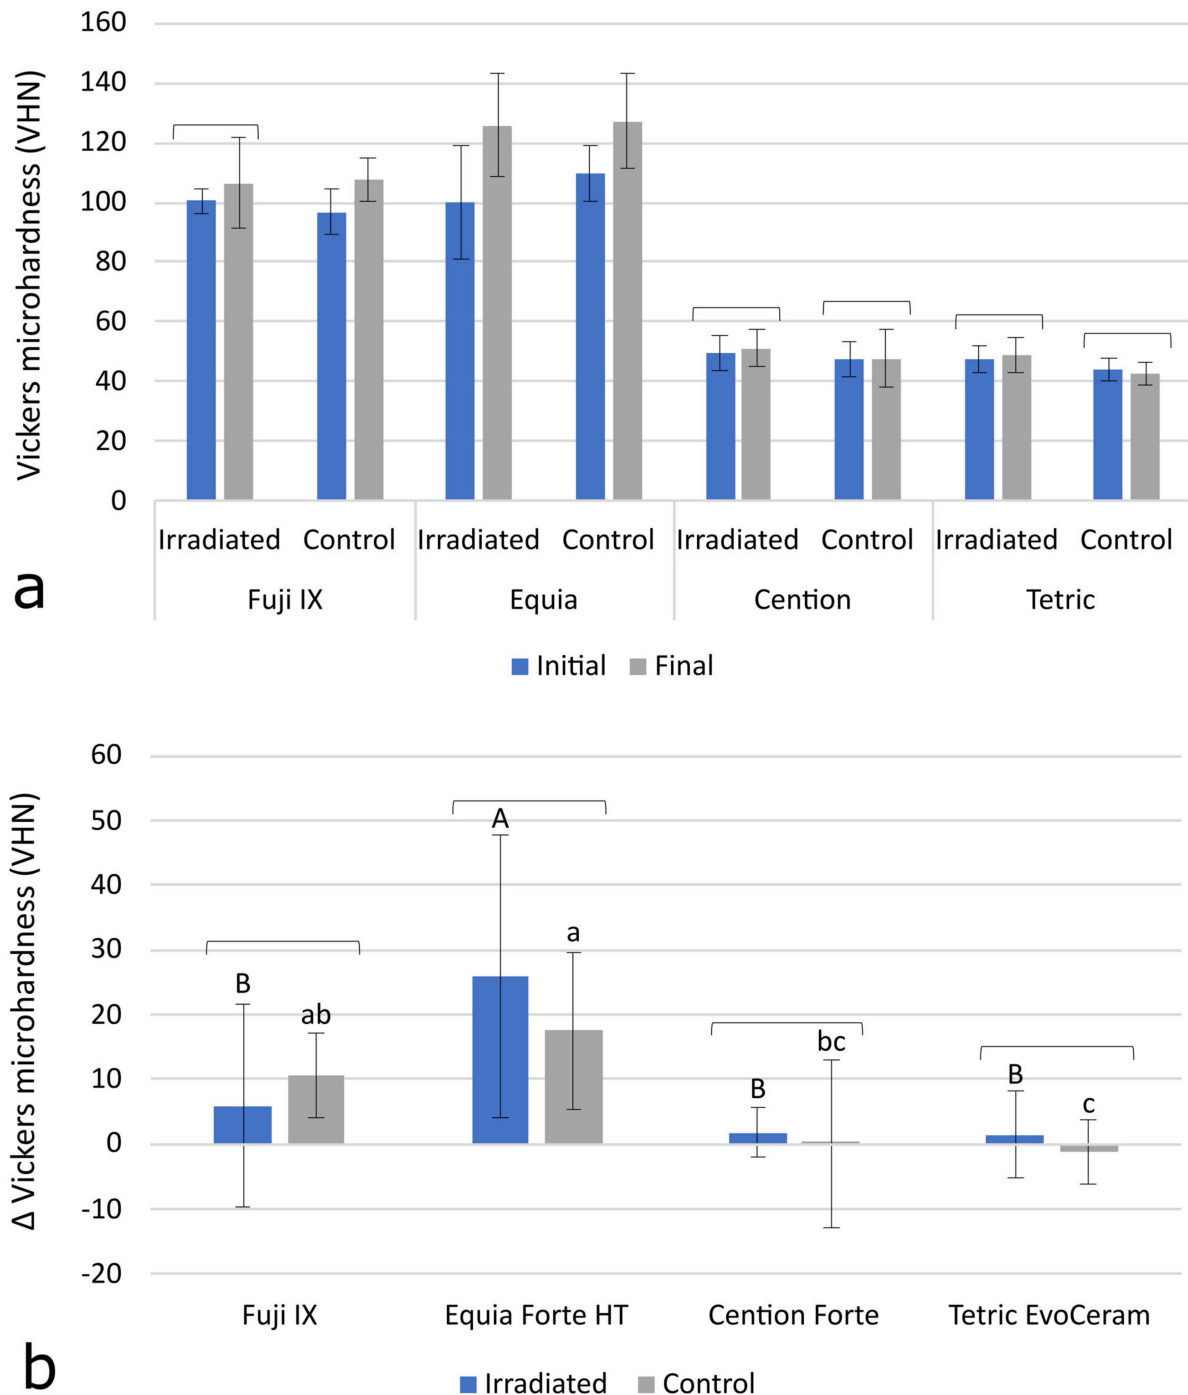 160
140
120
100
80
60
40
20
0
Vickers microhardness (VHN)
Irradiated Control Irradiated Control Irradiated Control Irradiated Control
Fuji IX Equia Cention Tetric
a
Initial Final
60
50
40
30
20
10
0
-10
-20
Δ Vickers microhardness (VHN)
A
a
B
ab
bc
B
B
c
Fuji IX Equia Forte HT Cention Forte Tetric EvoCeram
b
Irradiated Control